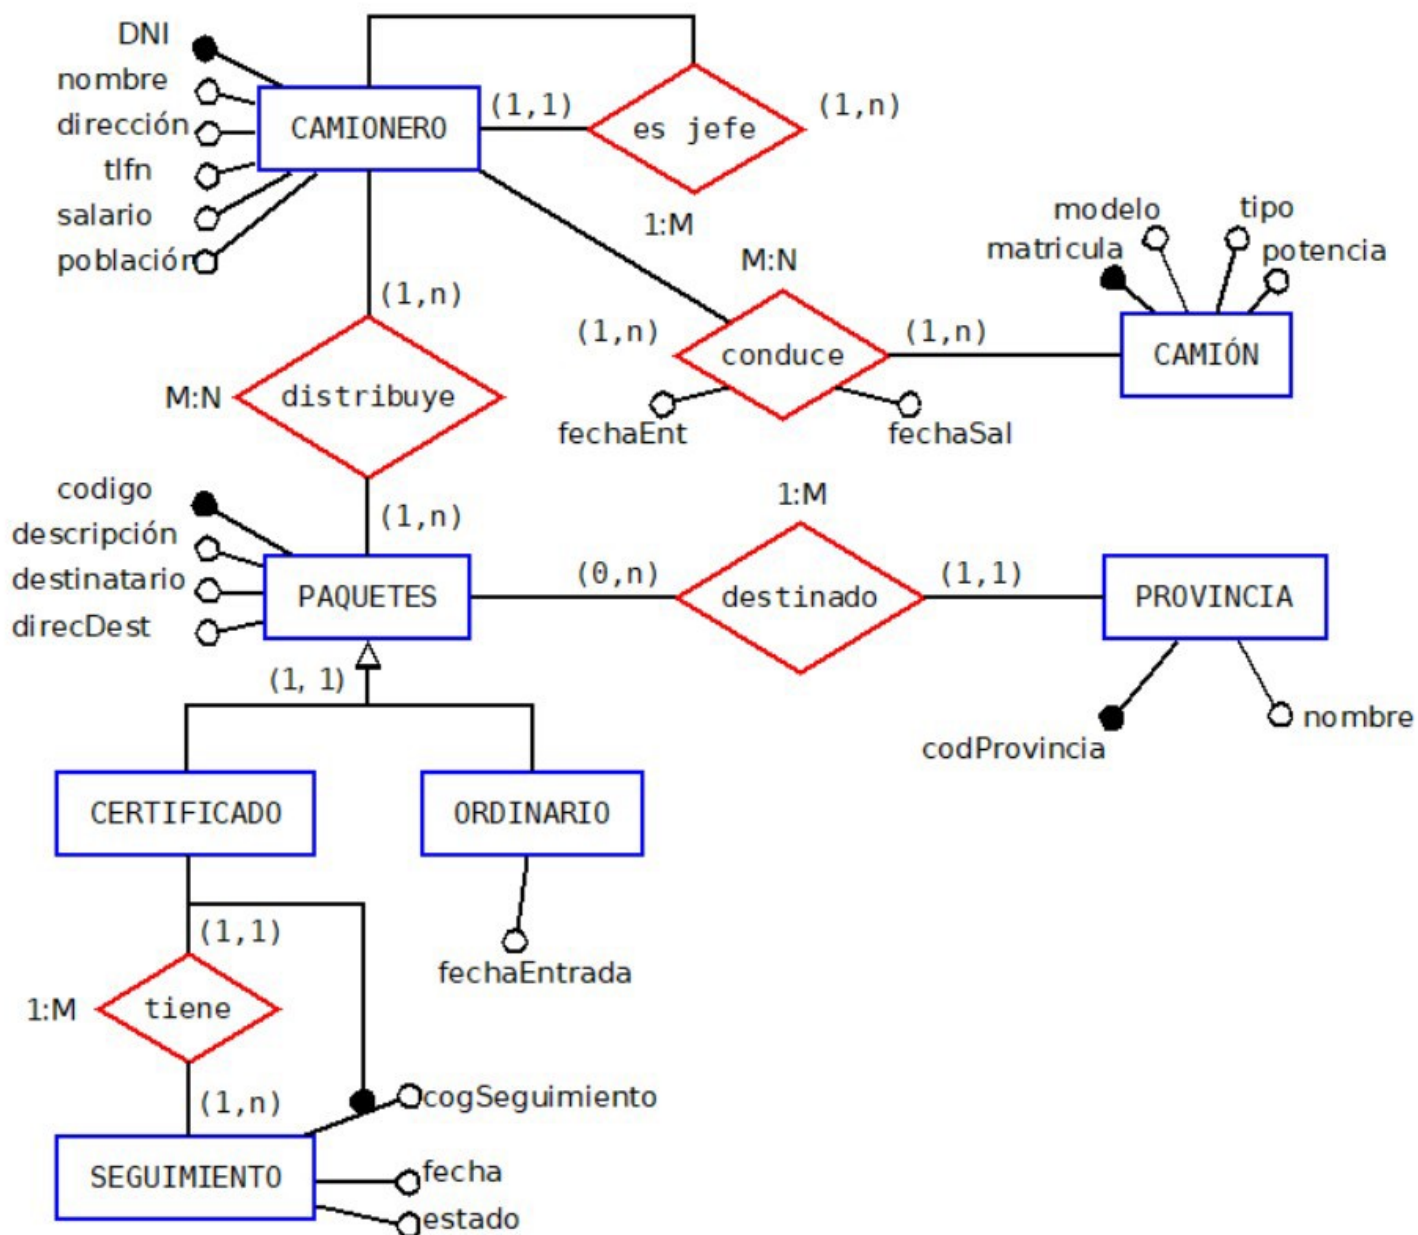 DNI
nombre
dirección
tlfn
salario
población
CAMIONERO
(1,1)
es jefe
(1,n)
1:M
modelo
tipo
matricula
potencia
CAMIÓN
M:N
(1,n)
conduce
(1,n)
fechaEnt
fechaSal
(1,n)
M:N
distribuye
(1,n)
codigo
descripción
destinatario
direcDest
PAQUETES
1:M
(0,n)
destinado
(1,1)
PROVINCIA
codProvincia
nombre
(1, 1)
CERTIFICADO
ORDINARIO
fechaEntrada
(1,1)
1:M
tiene
(1,n)
cogSeguimiento
SEGUIMIENTO
fecha
estado